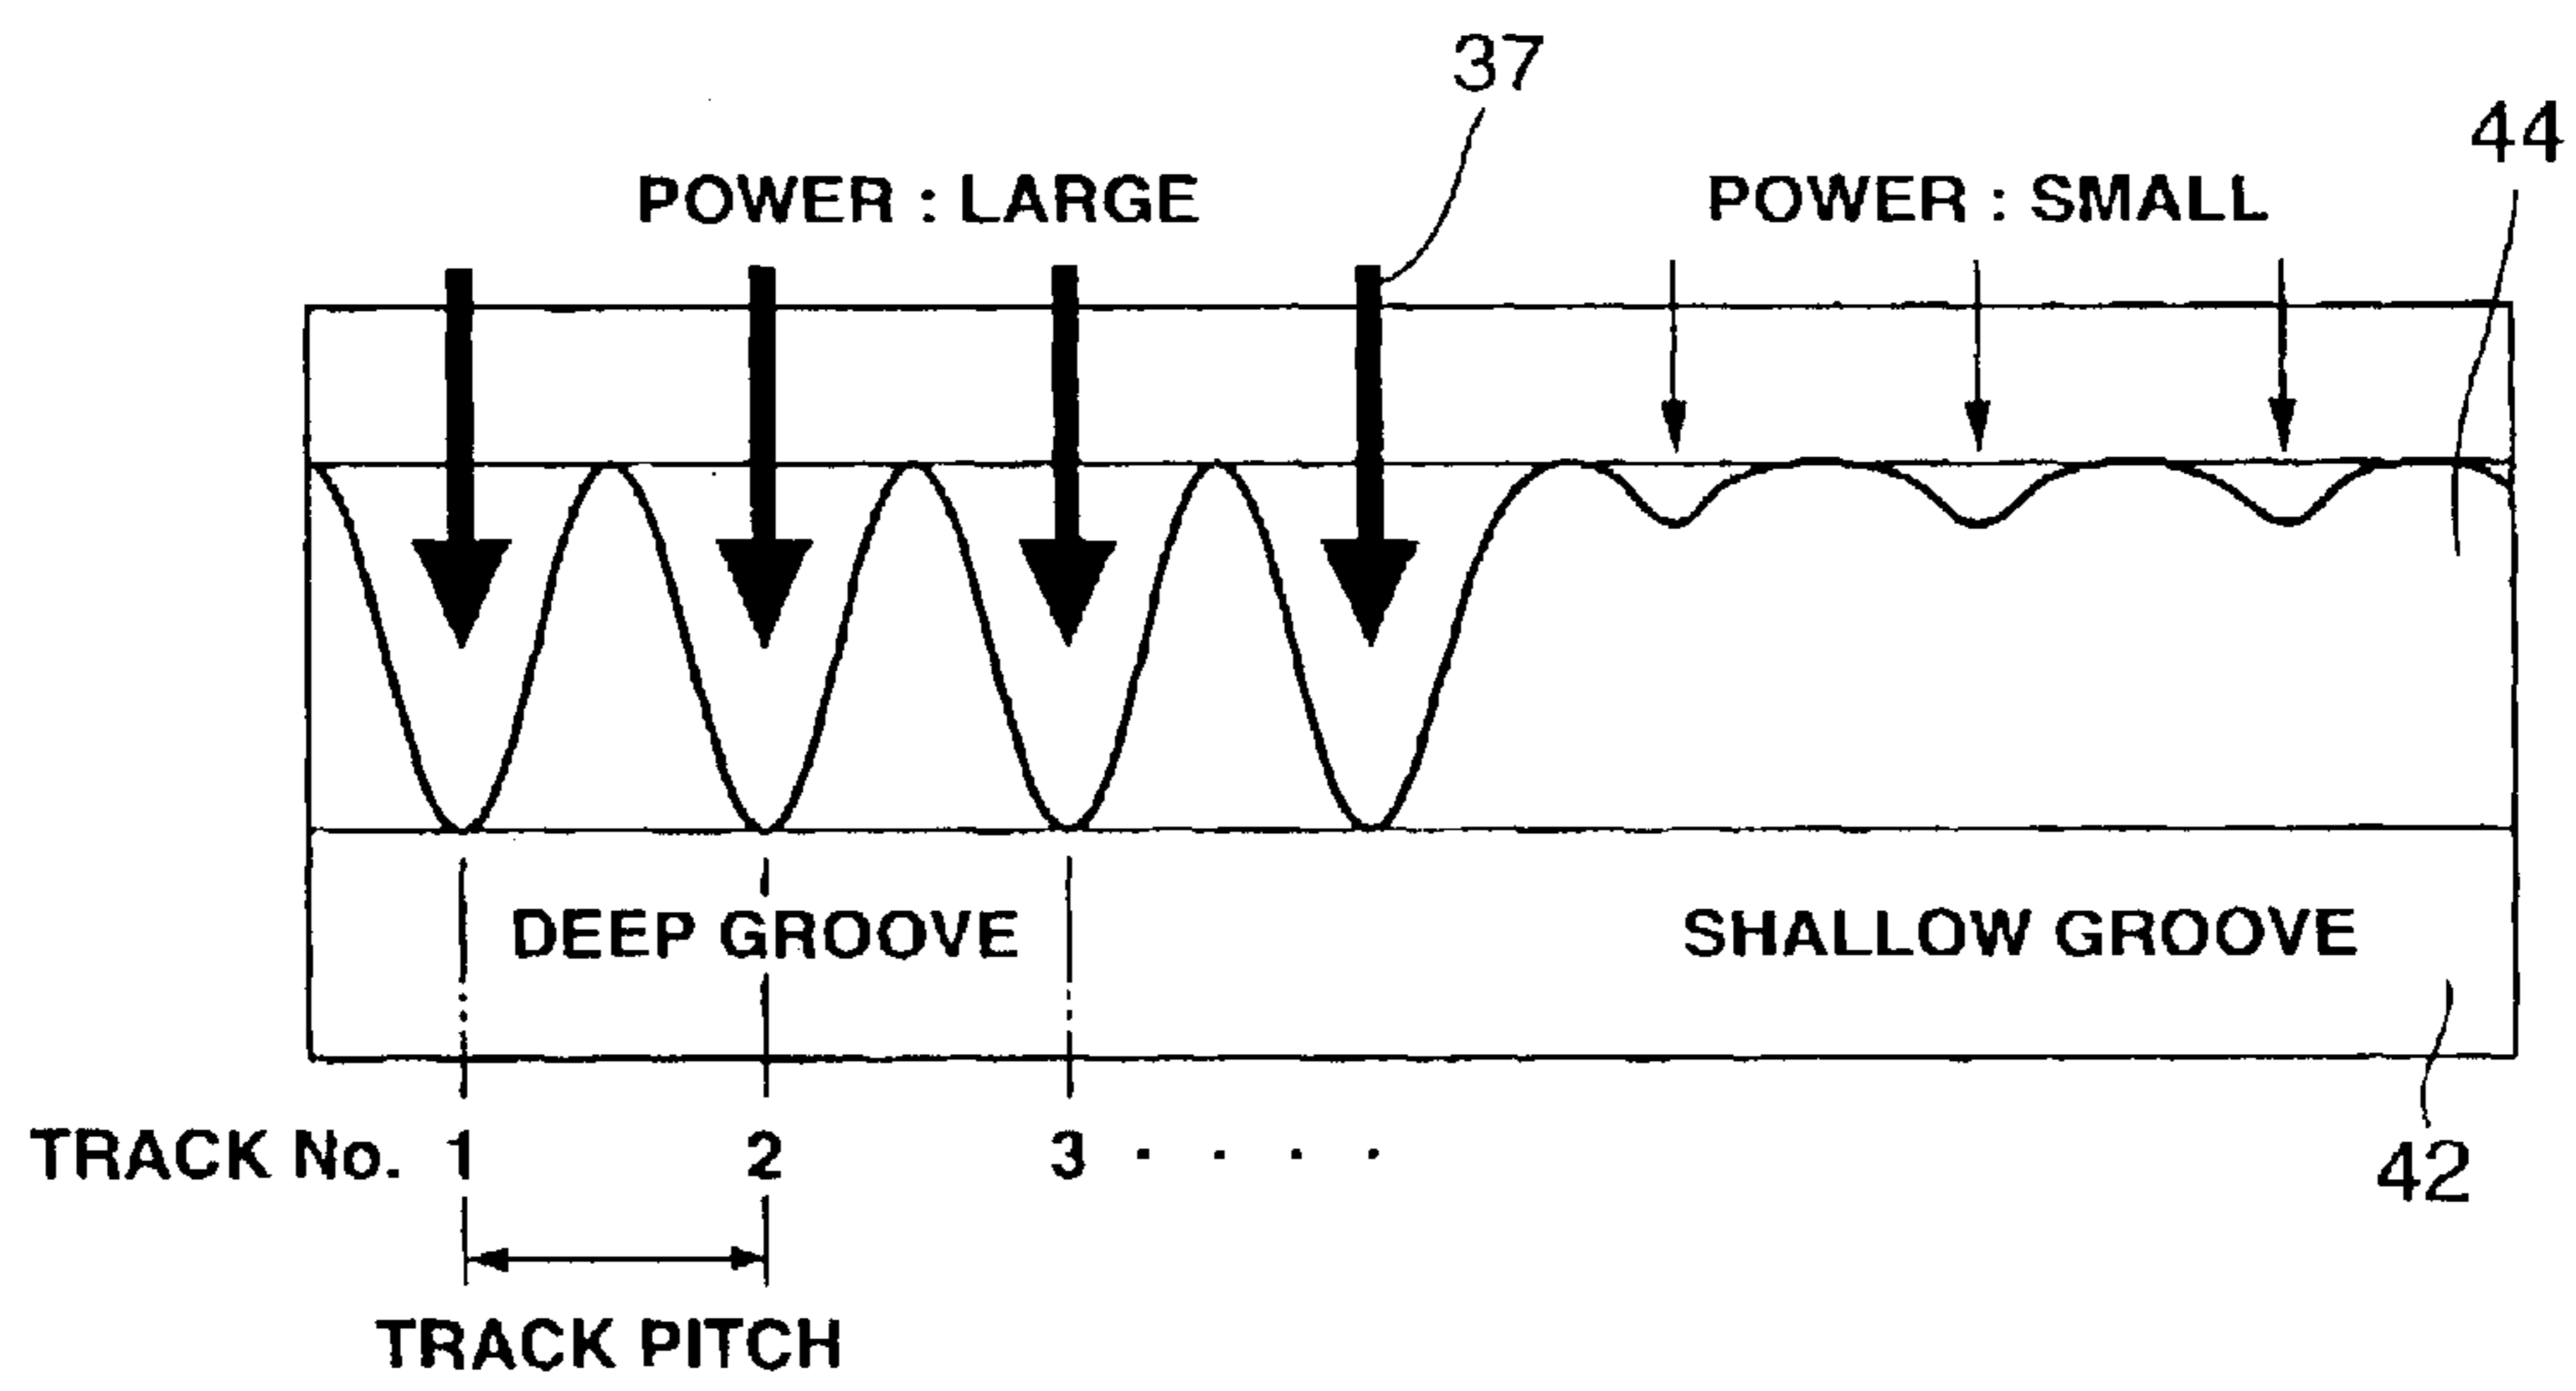 37
44
POWER : LARGE
POWER : SMALL
DEEP GROOVE
SHALLOW GROOVE
TRACK No. 1 2 3 · · · ·
42
TRACK PITCH